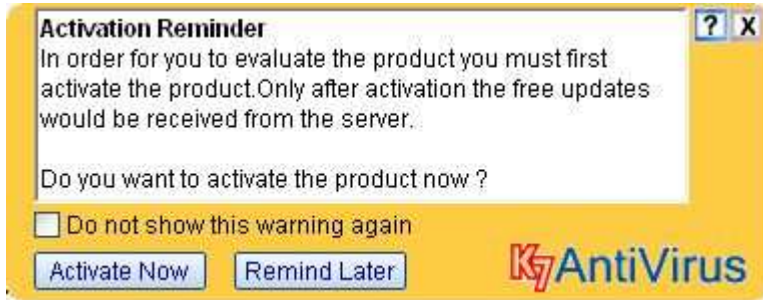 Activation Reminder
? X
In order for you to evaluate the product you must first
activate the product.Only after activation the free updates
would be received from the server.
Do you want to activate the product now ?
Do not show this warning again
Activate Now Remind Later
K7AntiVirus